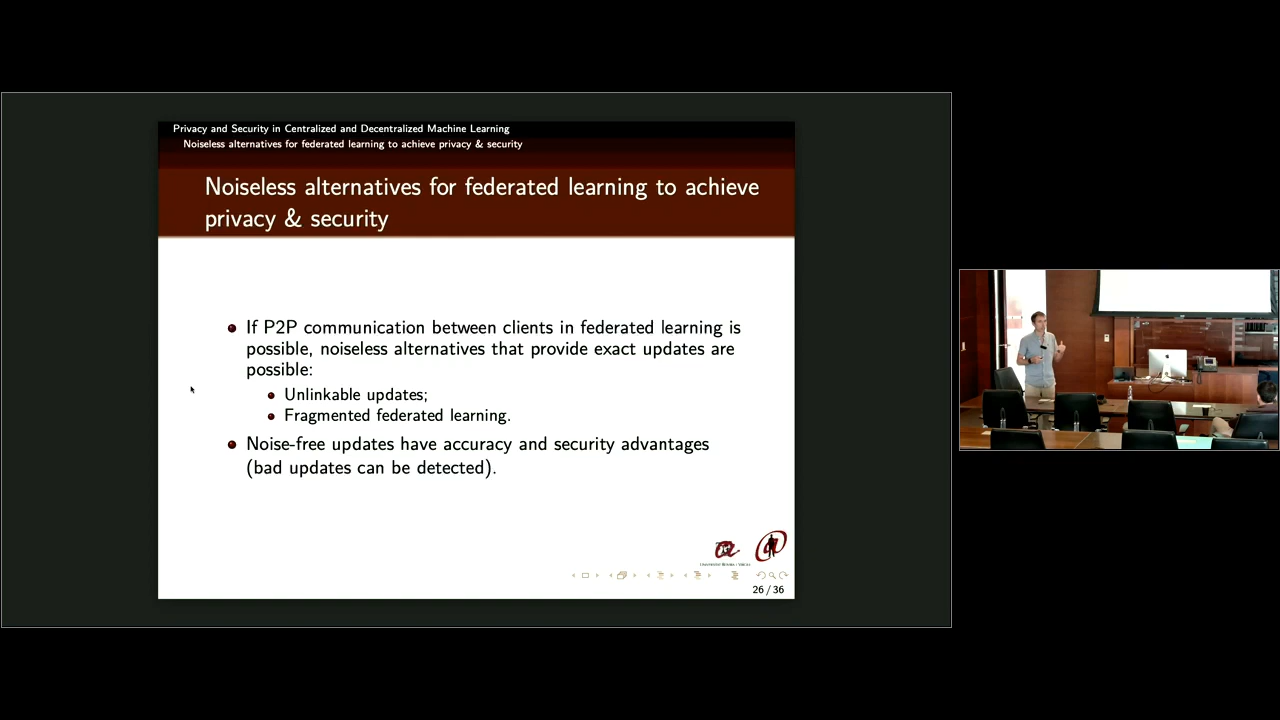 Privacy and Security in Centralized and Decentralized Machine Learning
Noiseless alternatives for federated learning to achieve privacy & security
Noiseless alternatives for federated learning to achieve
privacy & security
If P2P communication between clients in federated learning is
possible, noiseless alternatives that provide exact updates are
possible:
Unlinkable updates;
Fragmented federated learning.
Noise-free updates have accuracy and security advantages
(bad updates can be detected).
26 / 36